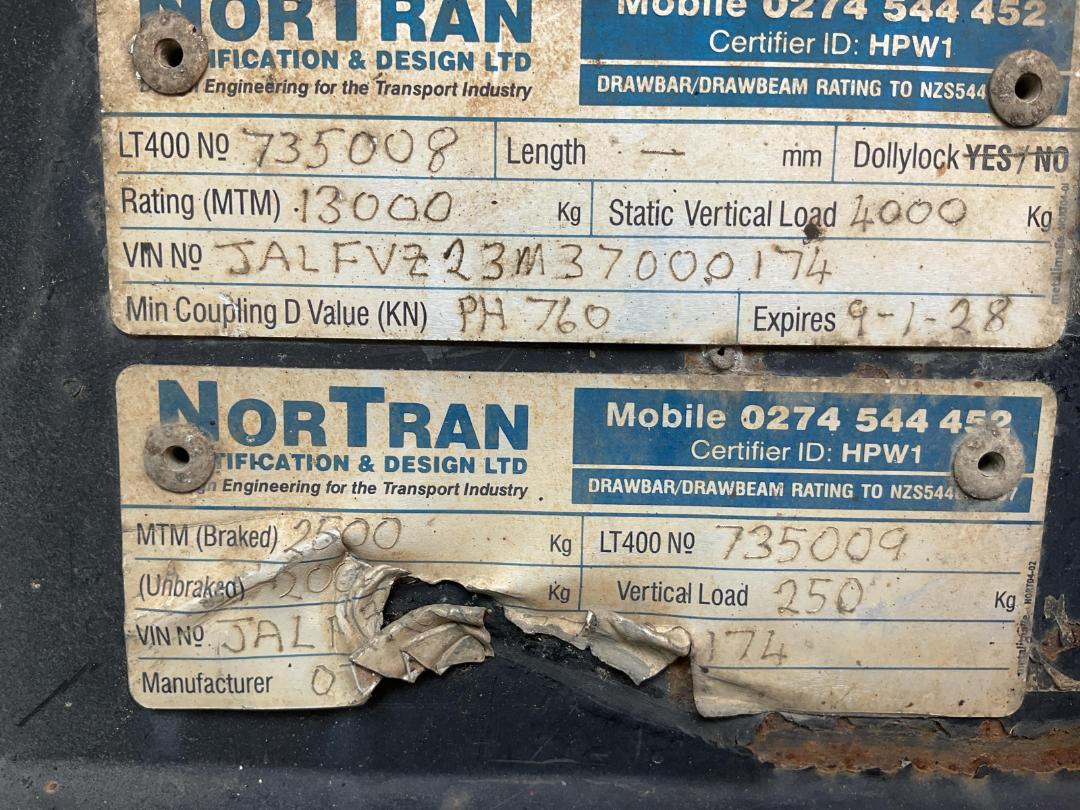 NORTRAN Mobile 0274 544 452
IFICATION & DESIGN LTD Certifier ID: HPW1
Engineering for the Transport Industry DRAWBAR/DRAWBEAM RATING TO NZS544
LT400 No 735008 Length — mm Dollylock YES / NO
Rating (MTM) 13000 Kg Static Vertical Load 4000 Kg
VIN No JALFVZ23M37000174
Min Coupling D Value (KN) PH 760 Expires 9-1-28
NORTRAN Mobile 0274 544 452
TIFICATION & DESIGN LTD Certifier ID: HPW1
Engineering for the Transport Industry DRAWBAR/DRAWBEAM RATING TO NZS544
MTM (Braked) 2500 Kg LT400 No 735009
(Unbraked) 200 Kg Vertical Load 250 Kg
VIN No JAL 174
Manufacturer
NORT04-02